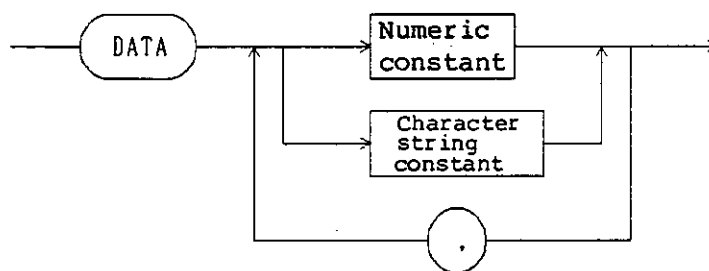 DATA
Numeric
constant
Character
string
constant
,